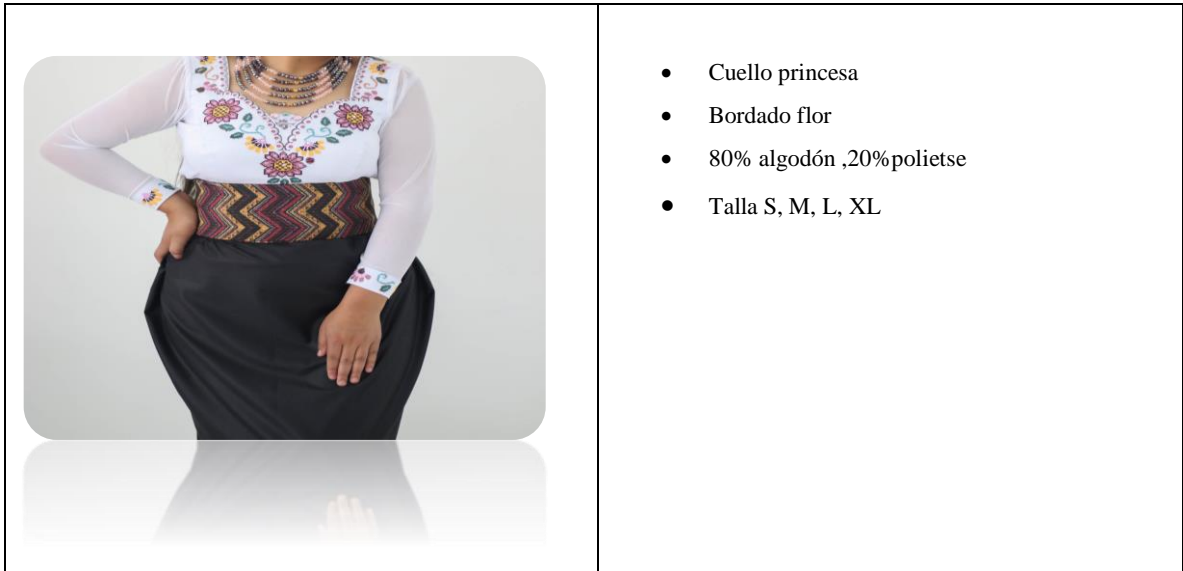 • Cuello princesa
• Bordado flor
• 80% algodón ,20%polietse
• Talla S, M, L, XL